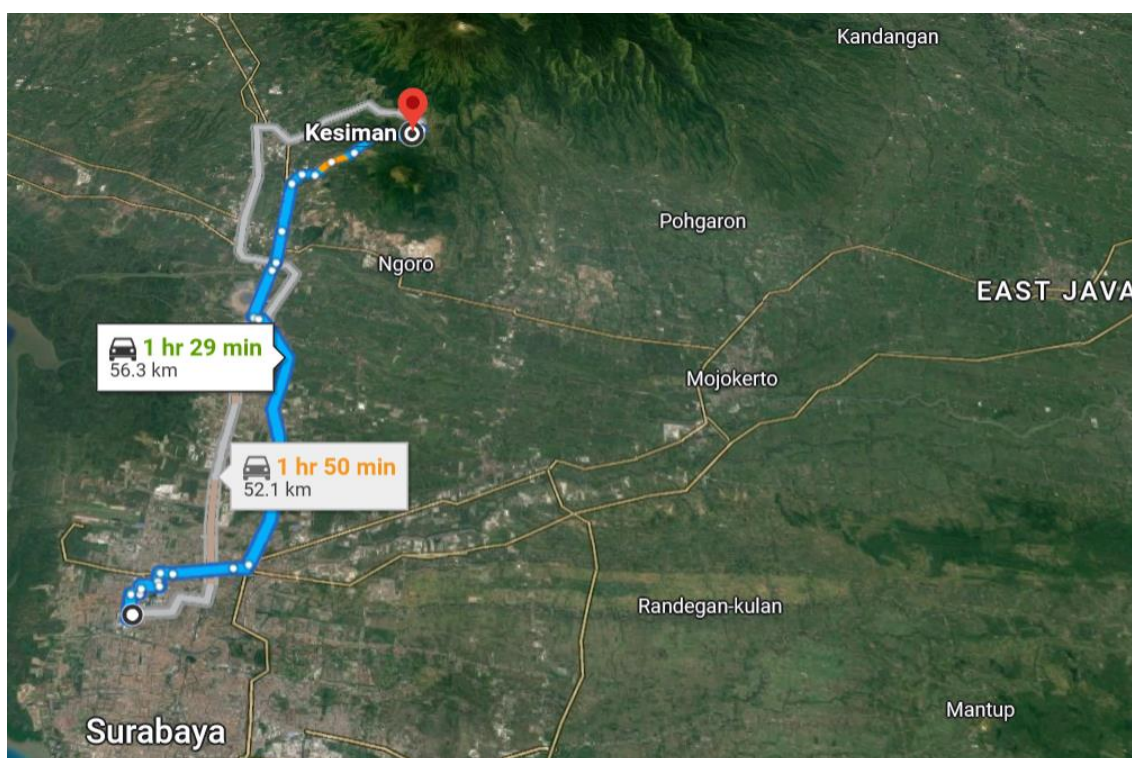 Kandangan
Kesiman
Pohgaron
Ngoro
EAST JAVA
1 hr 29 min
56.3 km
Mojokerto
1 hr 50 min
52.1 km
Randegan-kulan
Mantup
Surabaya